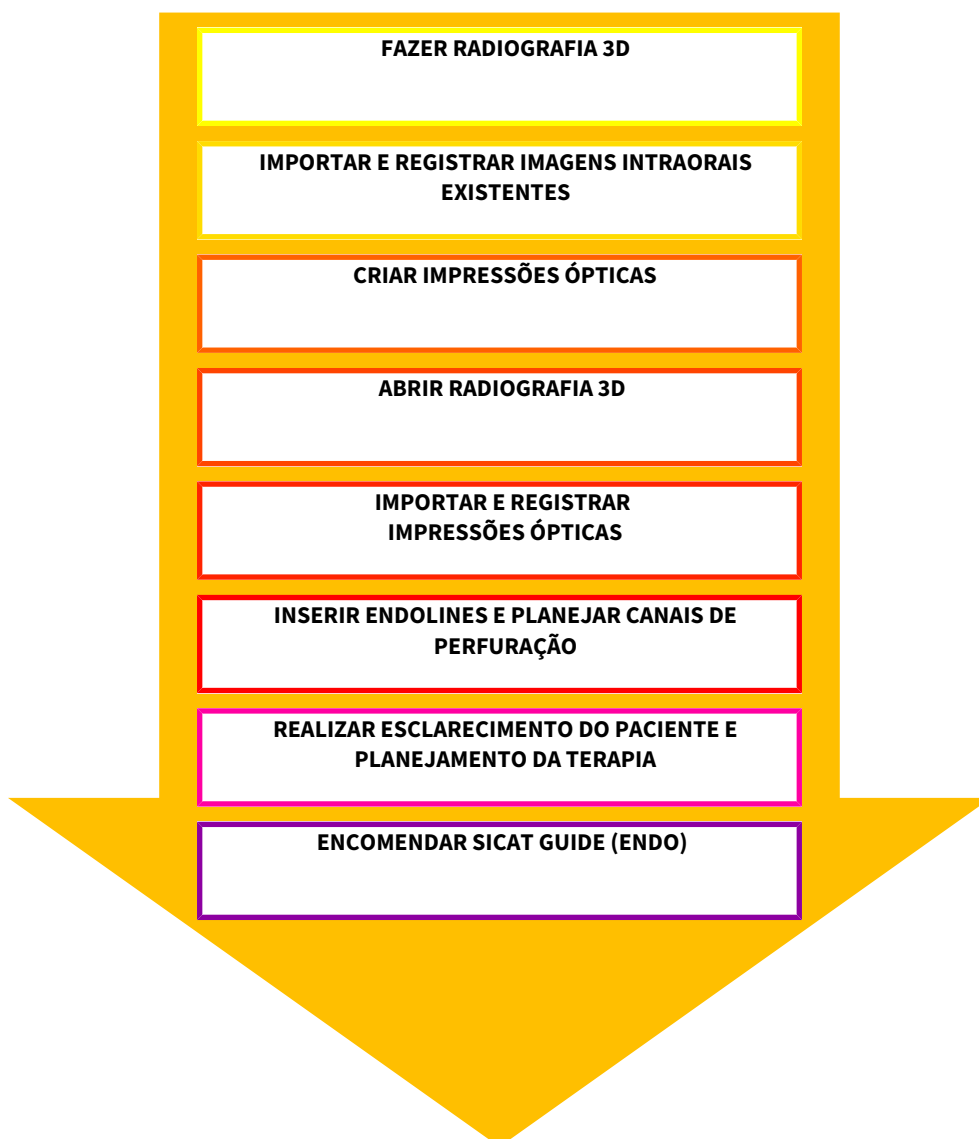 FAZER RADIOGRAFIA 3D
IMPORTAR E REGISTRAR IMAGENS INTRAORAIS
EXISTENTES
CRIAR IMPRESSÕES ÓPTICAS
ABRIR RADIOGRAFIA 3D
IMPORTAR E REGISTRAR
IMPRESSÕES ÓPTICAS
INSERIR ENDOLINES E PLANEJAR CANAIS DE
PERFURAÇÃO
REALIZAR ESCLARECIMENTO DO PACIENTE E
PLANEJAMENTO DA TERAPIA
ENCOMENDAR SICAT GUIDE (ENDO)